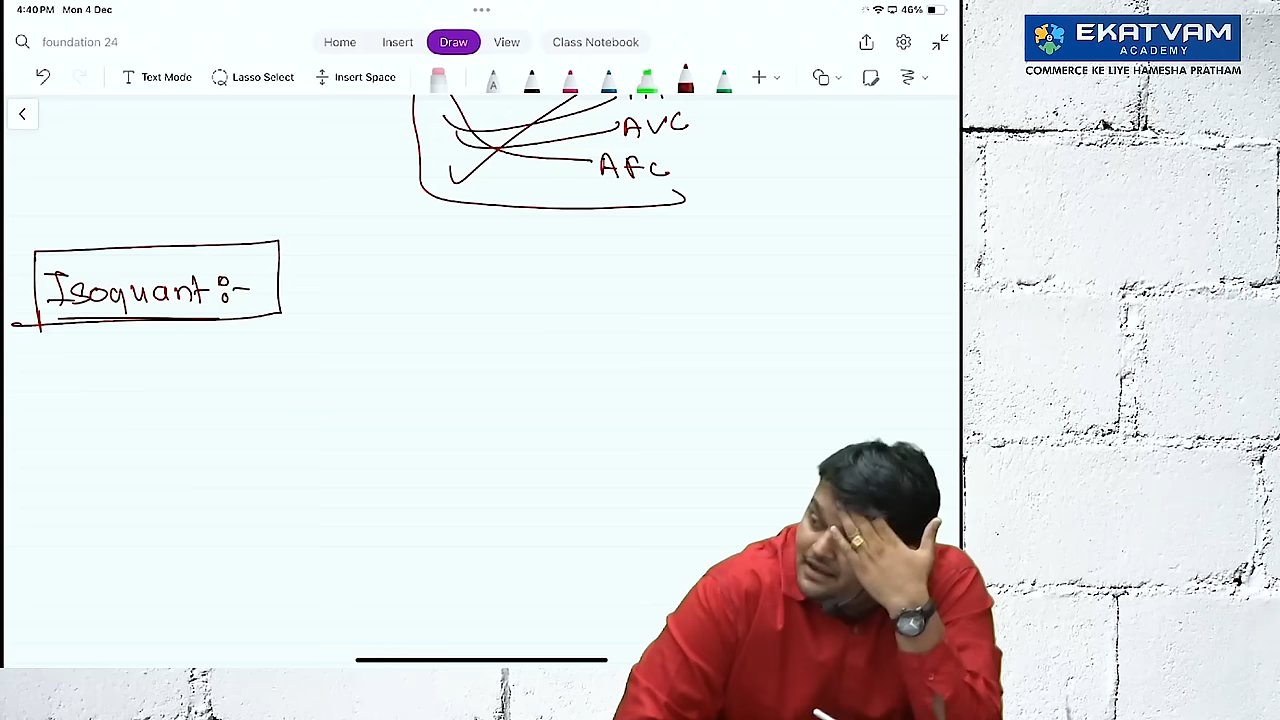 4:40 PM Mon 4 Dec
46%
EKATVAM
ACADEMY
COMMERCE KE LIYE HAMESHA PRATHAM
foundation 24
Home Insert Draw View Class Notebook
Text Mode Lasso Select Insert Space
AVC
AFC
Isoquant :-